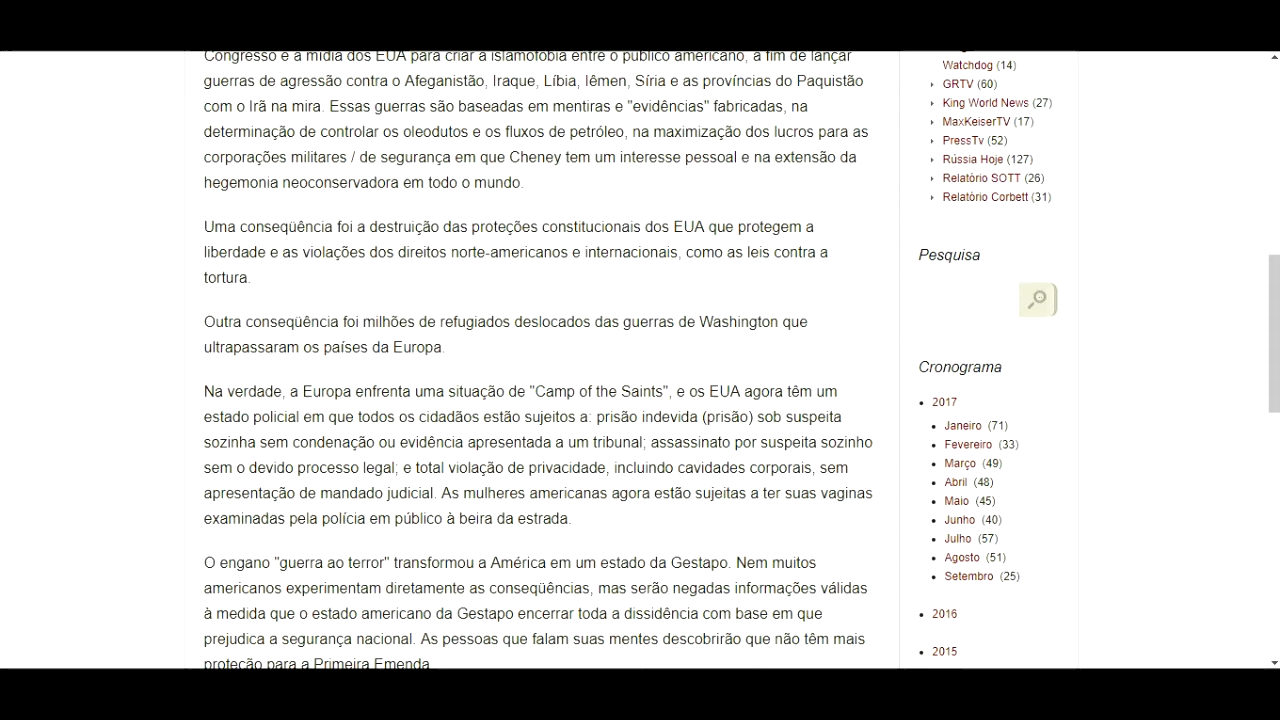 Congresso e a mídia dos EUA para criar a islamofobia entre o público americano, a fim de lançar
guerras de agressão contra o Afeganistão, Iraque, Líbia, Iêmen, Síria e as províncias do Paquistão
com o Irã na mira. Essas guerras são baseadas em mentiras e "evidências" fabricadas, na
determinação de controlar os oleodutos e os fluxos de petróleo, na maximização dos lucros para as
corporações militares / de segurança em que Cheney tem um interesse pessoal e na extensão da
hegemonia neoconservadora em todo o mundo.
Uma conseqüência foi a destruição das proteções constitucionais dos EUA que protegem a
liberdade e as violações dos direitos norte-americanos e internacionais, como as leis contra a
tortura.
Outra conseqüência foi milhões de refugiados deslocados das guerras de Washington que
ultrapassaram os países da Europa.
Na verdade, a Europa enfrenta uma situação de "Camp of the Saints", e os EUA agora têm um
estado policial em que todos os cidadãos estão sujeitos a: prisão indevida (prisão) sob suspeita
sozinha sem condenação ou evidência apresentada a um tribunal; assassinato por suspeita sozinho
sem o devido processo legal; e total violação de privacidade, incluindo cavidades corporais, sem
apresentação de mandado judicial. As mulheres americanas agora estão sujeitas a ter suas vaginas
examinadas pela polícia em público à beira da estrada.
O engano "guerra ao terror" transformou a América em um estado da Gestapo. Nem muitos
americanos experimentam diretamente as conseqüências, mas serão negadas informações válidas
à medida que o estado americano da Gestapo encerrar toda a dissidência com base em que
prejudica a segurança nacional. As pessoas que falam suas mentes descobrirão que não têm mais
proteção para a Primeira Emenda.
Watchdog (14)
GRTV (60)
King World News (27)
MaxKeiserTV (17)
PressTv (52)
Rússia Hoje (127)
Relatório SOTT (26)
Relatório Corbett (31)
Pesquisa
Cronograma
2017
Janeiro (71)
Fevereiro (33)
Março (49)
Abril (48)
Maio (45)
Junho (40)
Julho (57)
Agosto (51)
Setembro (25)
2016
2015